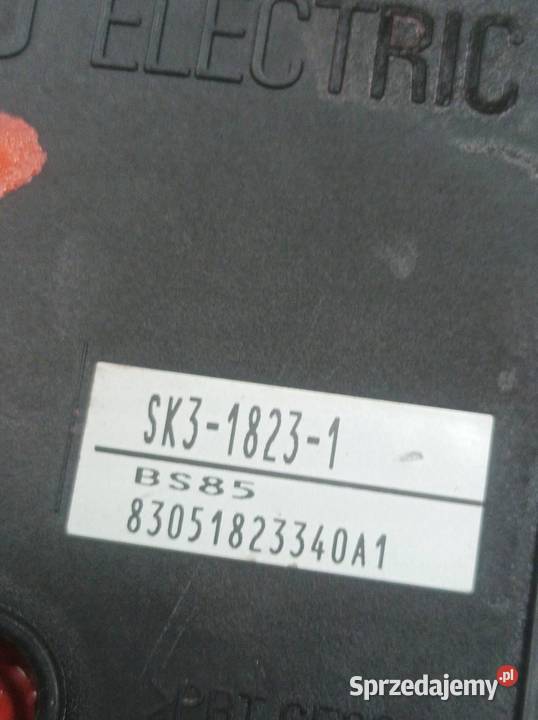 ELECTRIC
SK3-1823-1
BS85
83051823340A1
Sprzedajemy.pl